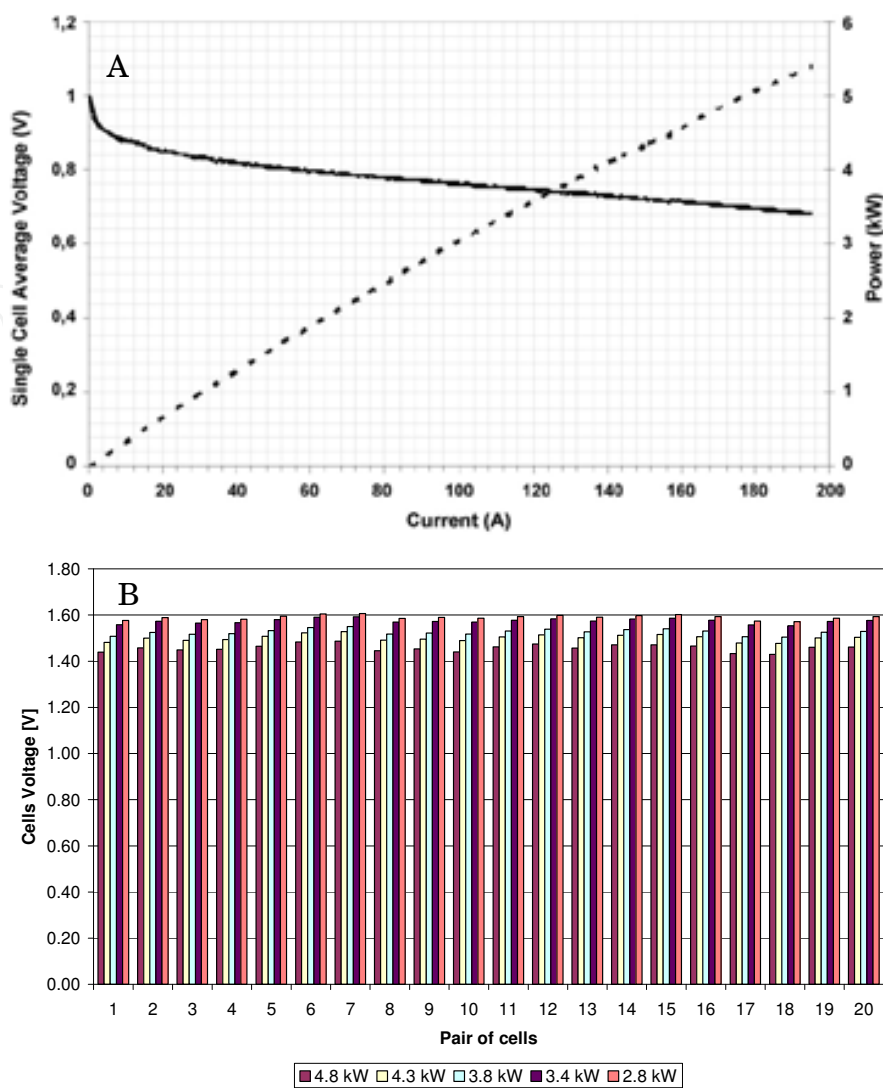 A
Single Cell Average Voltage (V)
1,2
1
0,8
0,6
0,4
0,2
0
6
5
4
3
2
1
0
Power (kW)
0 20 40 60 80 100 120 140 160 180 200
Current (A)
B
Cells Voltage [V]
1.80
1.60
1.40
1.20
1.00
0.80
0.60
0.40
0.20
0.00
1 2 3 4 5 6 7 8 9 10 11 12 13 14 15 16 17 18 19 20
Pair of cells
4.8 kW 4.3 kW 3.8 kW 3.4 kW 2.8 kW